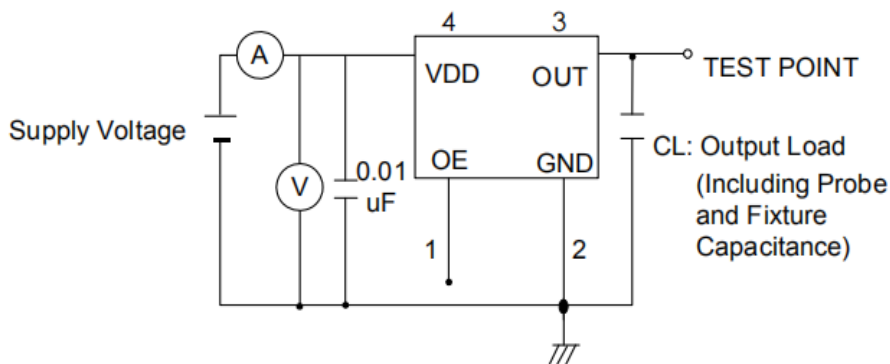 4
3
A
VDD
OUT
TEST POINT
Supply Voltage
V
0.01
uF
OE
GND
CL: Output Load
(Including Probe
and Fixture
Capacitance)
1
2